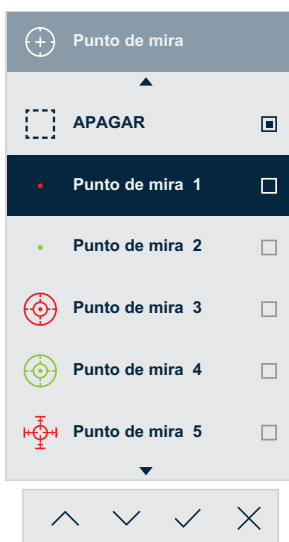 Punto de mira
APAGAR
Punto de mira 1
Punto de mira 2
Punto de mira 3
Punto de mira 4
Punto de mira 5